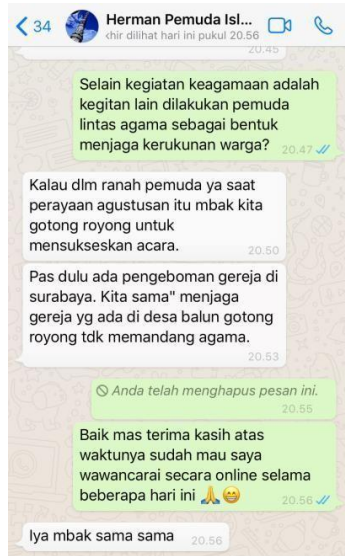 34
Herman Pemuda Isl...
khir dilihat hari ini pukul 20.56
20.45
Selain kegiatan keagamaan adalah
kegitan lain dilakukan pemuda
lintas agama sebagai bentuk
menjaga kerukunan warga?
20.47
Kalau dlm ranah pemuda ya saat
perayaan agustusan itu mbak kita
gotong royong untuk
mensukseskan acara.
20.50
Pas dulu ada pengeboman gereja di
surabaya. Kita sama" menjaga
gereja yg ada di desa balun gotong
royong tdk memandang agama.
20.53
Anda telah menghapus pesan ini.
20.55
Baik mas terima kasih atas
waktunya sudah mau saya
wawancarai secara online selama
beberapa hari ini 🙏😁
20.56
Iya mbak sama sama
20.56